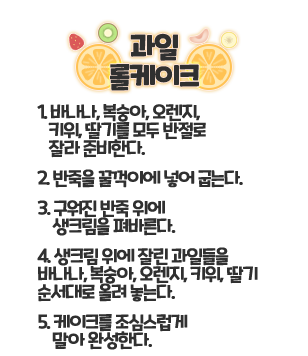 과일
롤케이크
1. 바나나, 복숭아, 오렌지,
키위, 딸기를 모두 반절로
잘라 준비한다.
2. 반죽을 꿀꺽이에 넣어 굽는다.
3. 구워진 반죽 위에
생크림을 펴바른다.
4. 생크림 위에 잘린 과일들을
바나나, 복숭아, 오렌지, 키위, 딸기
순서대로 올려 놓는다.
5. 케이크를 조심스럽게
말아 완성한다.